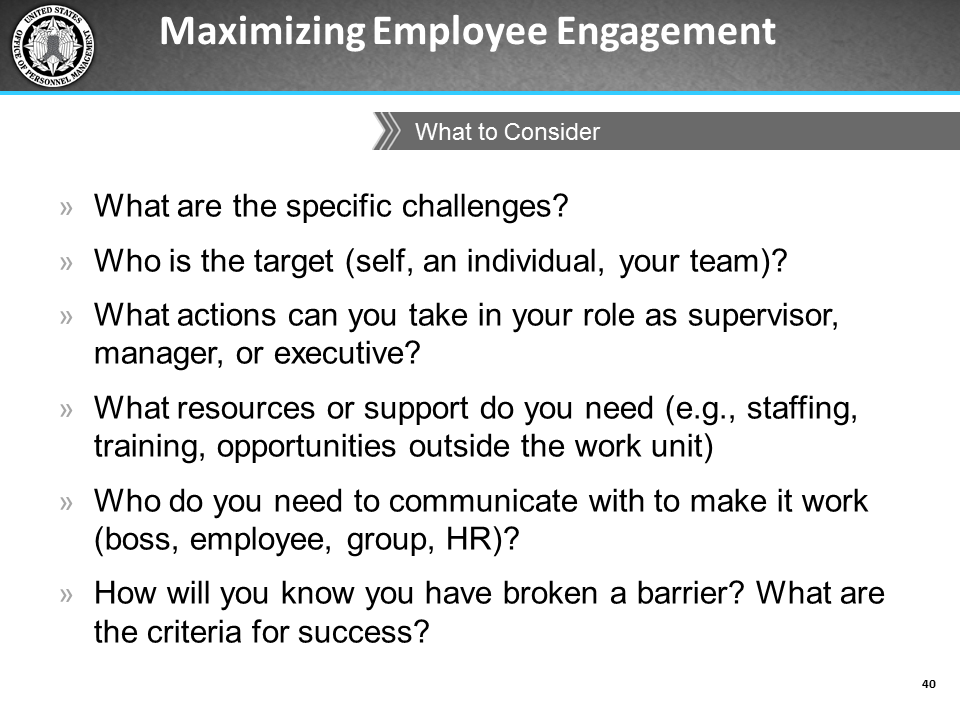 UNITED STATES
OFFICE OF PERSONNEL MANAGEMENT
Maximizing Employee Engagement
What to Consider
» What are the specific challenges?
» Who is the target (self, an individual, your team)?
» What actions can you take in your role as supervisor,
manager, or executive?
» What resources or support do you need (e.g., staffing,
training, opportunities outside the work unit)
» Who do you need to communicate with to make it work
(boss, employee, group, HR)?
» How will you know you have broken a barrier? What are
the criteria for success?
40